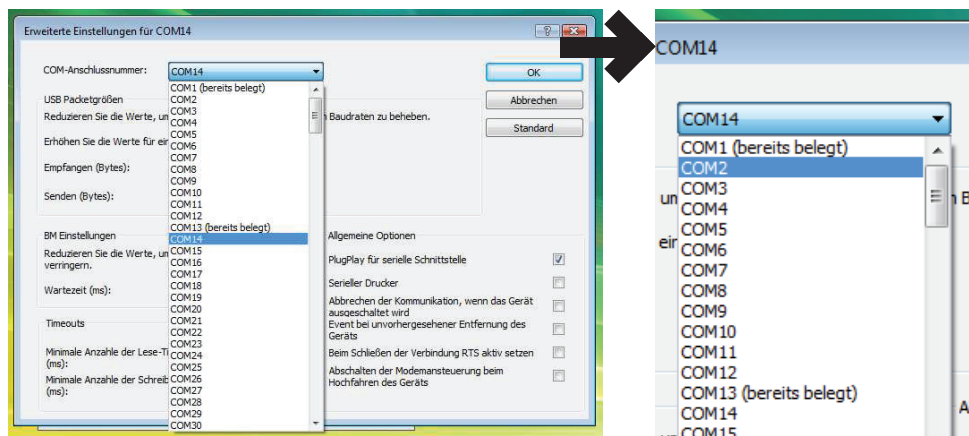 Erweiterte Einstellungen für COM14
COM-Anschlussnummer:
COM14
OK
Abbrechen
Standard
USB Packetgrößen
Reduzieren Sie die Werte, um
n Baudraten zu beheben.
Erhöhen Sie die Werte für ein
Empfangen (Bytes):
Senden (Bytes):
COM1 (bereits belegt)
COM2
COM3
COM4
COM5
COM6
COM7
COM8
COM9
COM10
COM11
COM12
COM13 (bereits belegt)
COM14
COM15
COM16
COM17
COM18
COM19
COM20
COM21
COM22
COM23
COM24
COM25
COM26
COM27
COM28
COM29
COM30
BM Einstellungen
Reduzieren Sie die Werte, um
verringern.
Wartezeit (ms):
Timeouts
Minimale Anzahle der Lese-Ti
(ms):
Minimale Anzahle der Schreib
(ms):
Allgemeine Optionen
PlugPlay für serielle Schnittstelle
Serieller Drucker
Abbrechen der Kommunikation, wenn das Gerät
ausgeschaltet wird
Event bei unvorhergesehener Entfernung des
Geräts
Beim Schließen der Verbindung RTS aktiv setzen
Abschalten der Modemansteuerung beim
Hochfahren des Geräts
COM14
COM14
COM1 (bereits belegt)
COM2
COM3
COM4
COM5
COM6
COM7
COM8
COM9
COM10
COM11
COM12
COM13 (bereits belegt)
COM14
COM15
um
ein
n B
A